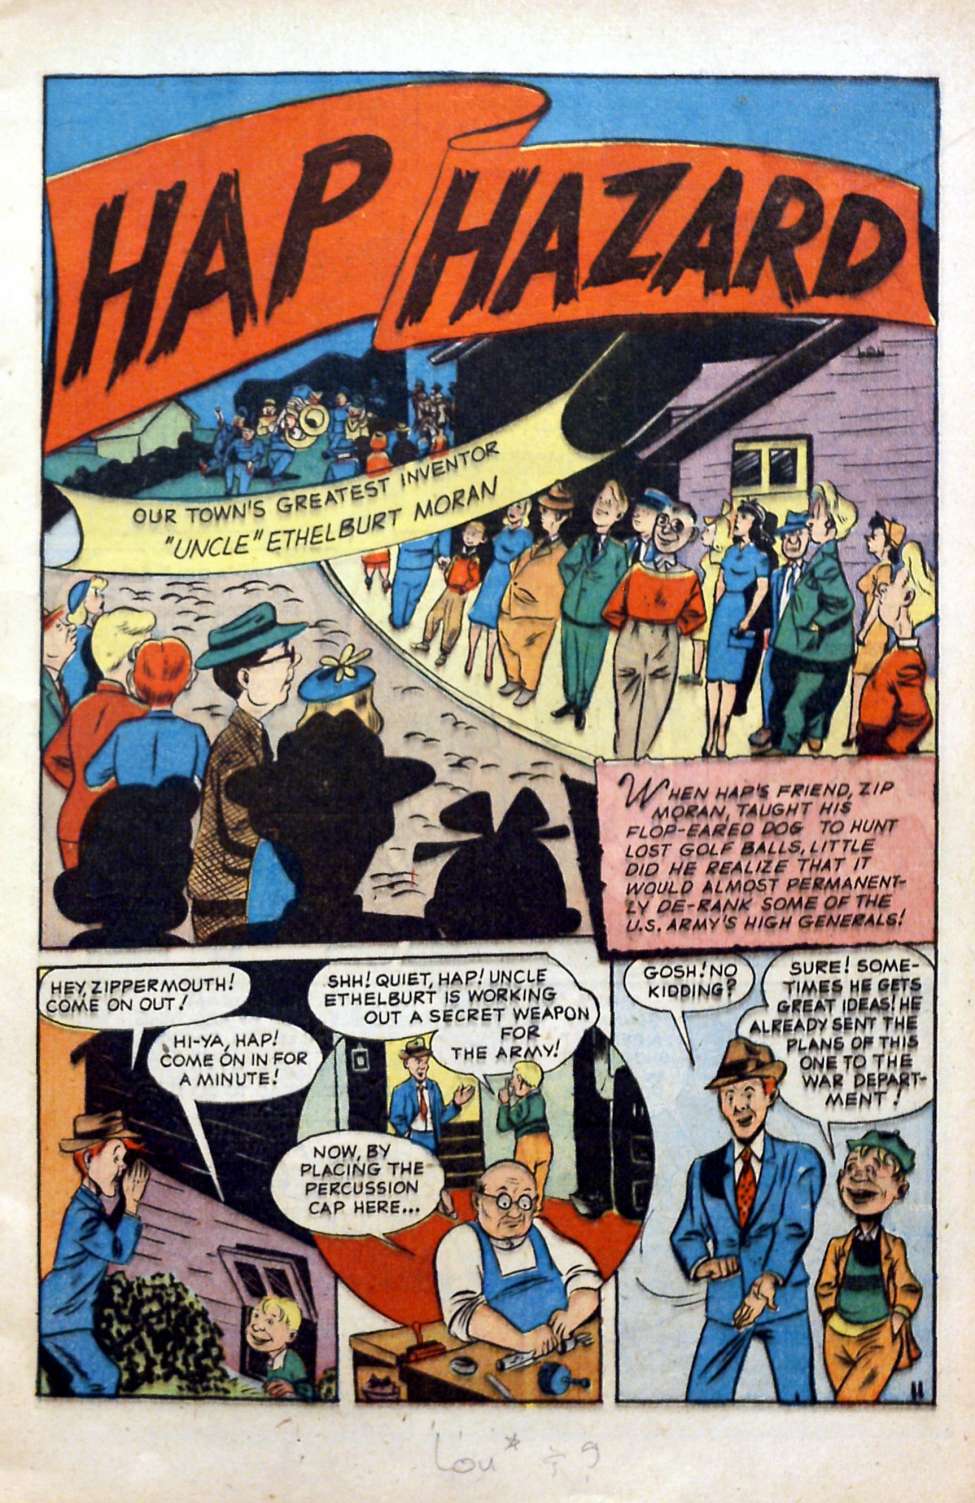 HAP HAZARD
OUR TOWN'S GREATEST INVENTOR
"UNCLE" ETHELBURT MORAN
WHEN HAP'S FRIEND, ZIP
MORAN, TAUGHT HIS
FLOP-EARED DOG TO HUNT
LOST GOLF BALLS, LITTLE
DID HE REALIZE THAT IT
WOULD ALMOST PERMANENT-
LY DE-RANK SOME OF THE
U.S. ARMY'S HIGH GENERALS!
HEY, ZIPPERMOUTH!
COME ON OUT!
HI-YA, HAP!
COME ON IN FOR
A MINUTE!
SHH! QUIET, HAP! UNCLE
ETHELBURT IS WORKING
OUT A SECRET WEAPON
FOR
THE ARMY!
NOW, BY
PLACING THE
PERCUSSION
CAP HERE...
GOSH! NO
KIDDING?
SURE! SOME-
TIMES HE GETS
GREAT IDEAS! HE
ALREADY SENT THE
PLANS OF THIS
ONE TO THE
WAR DEPART-
MENT!
Lou*